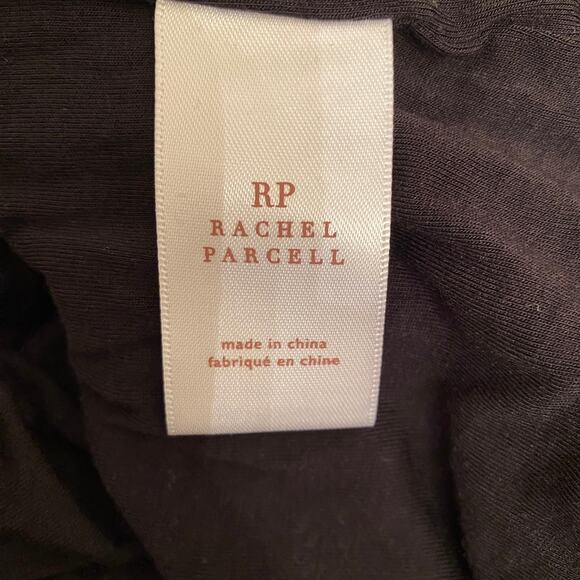 RP
RACHEL
PARCELL
made in china
fabriqué en chine